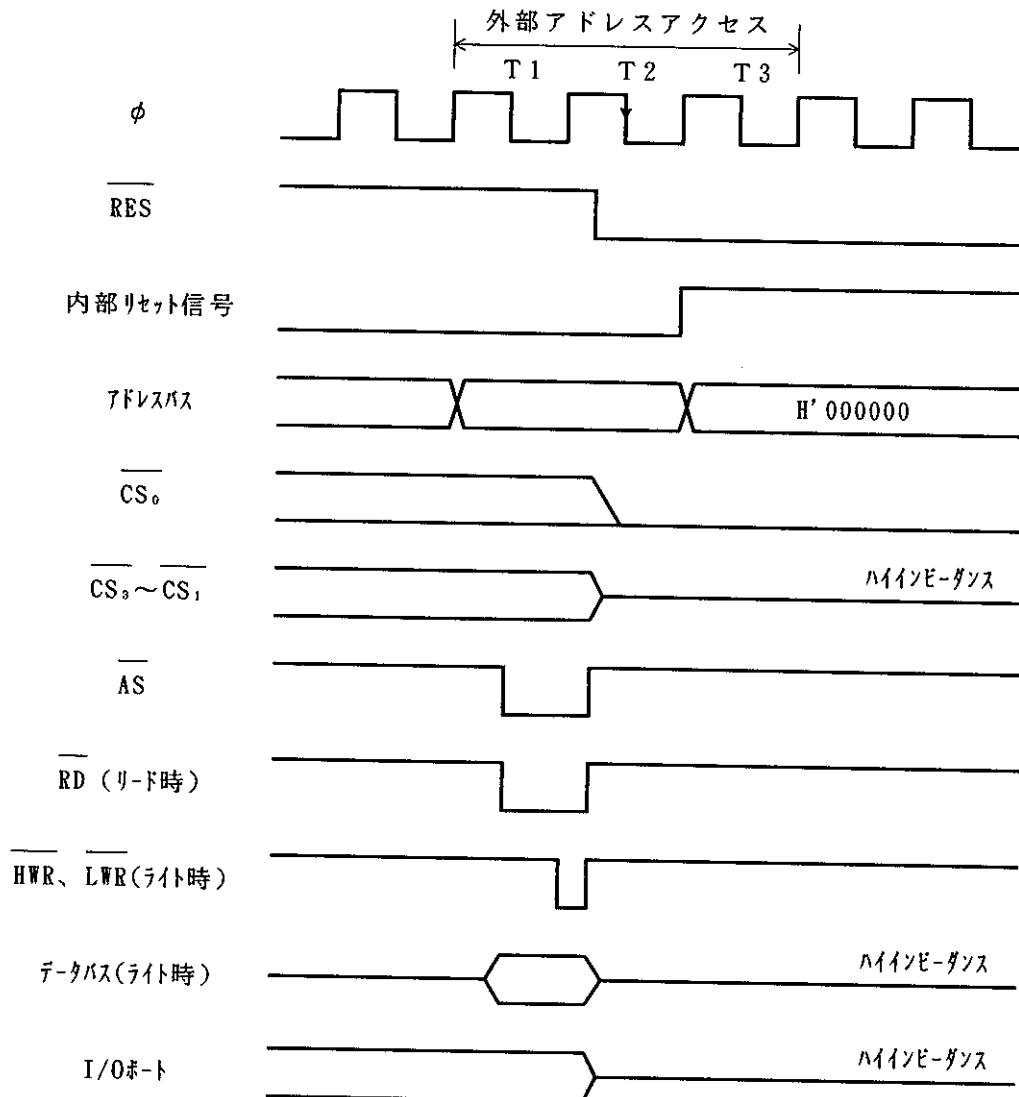 外部アドレスアクセス
T1 T2 T3
φ
RES
内部リセット信号
アドレスバス
H'000000
CS₀
CS₃～CS₁
ハイインピーダンス
AS
RD (リード時)
HWR、LWR(ライト時)
データバス(ライト時)
ハイインピーダンス
I/Oポート
ハイインピーダンス